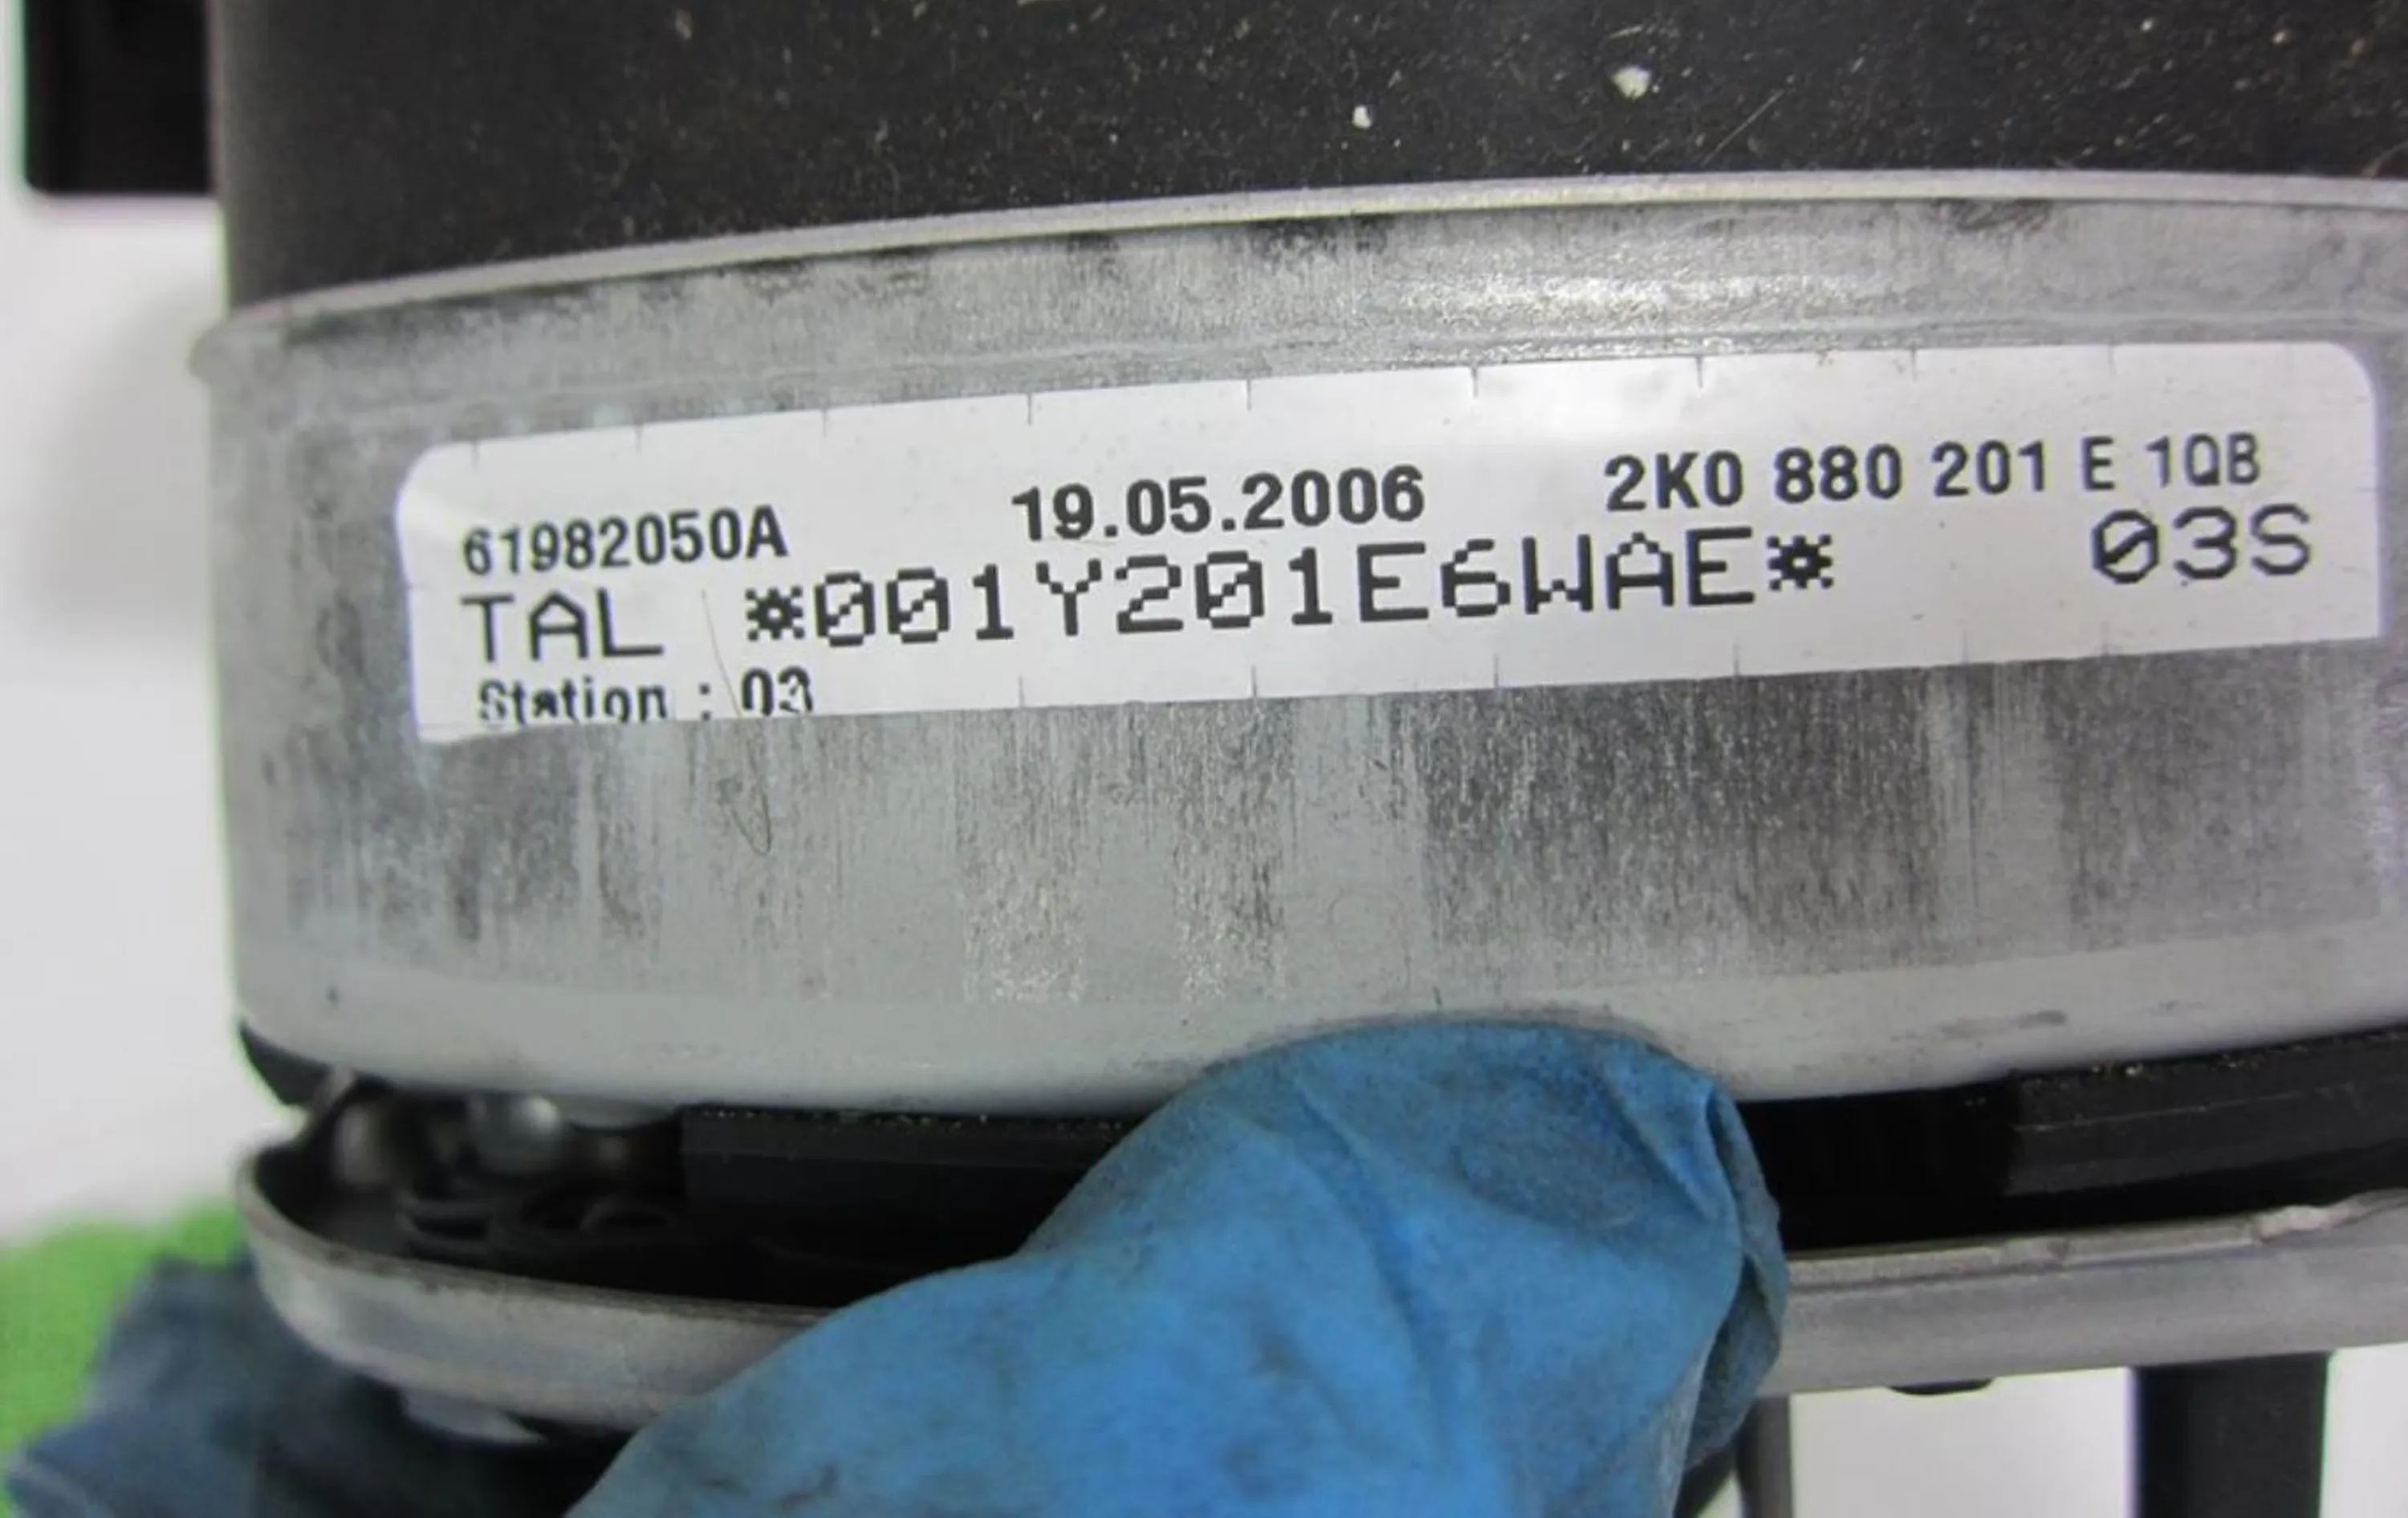 61982050A 19.05.2006 2K0 880 201 E 1QB
TAL *001Y201E6WAE* 03S
Station : 03